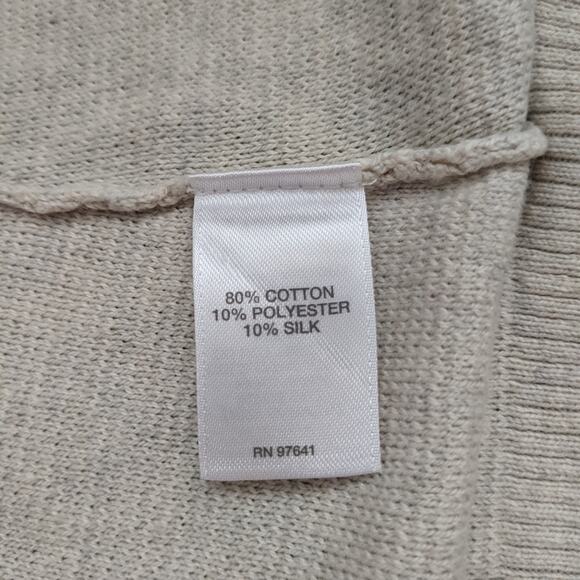 80% COTTON
10% POLYESTER
10% SILK
RN 97641